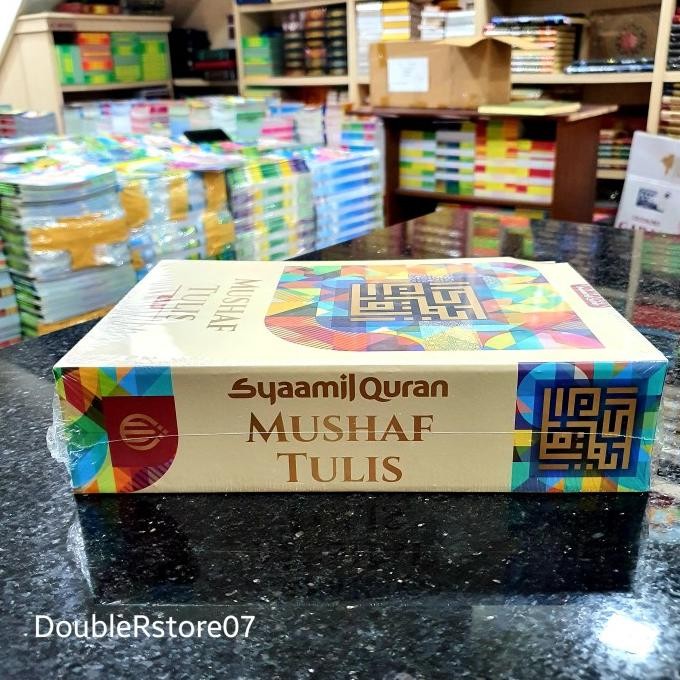 MUSHAF
TULIS
Syaamil Quran
MUSHAF
TULIS
DoubleRstore07